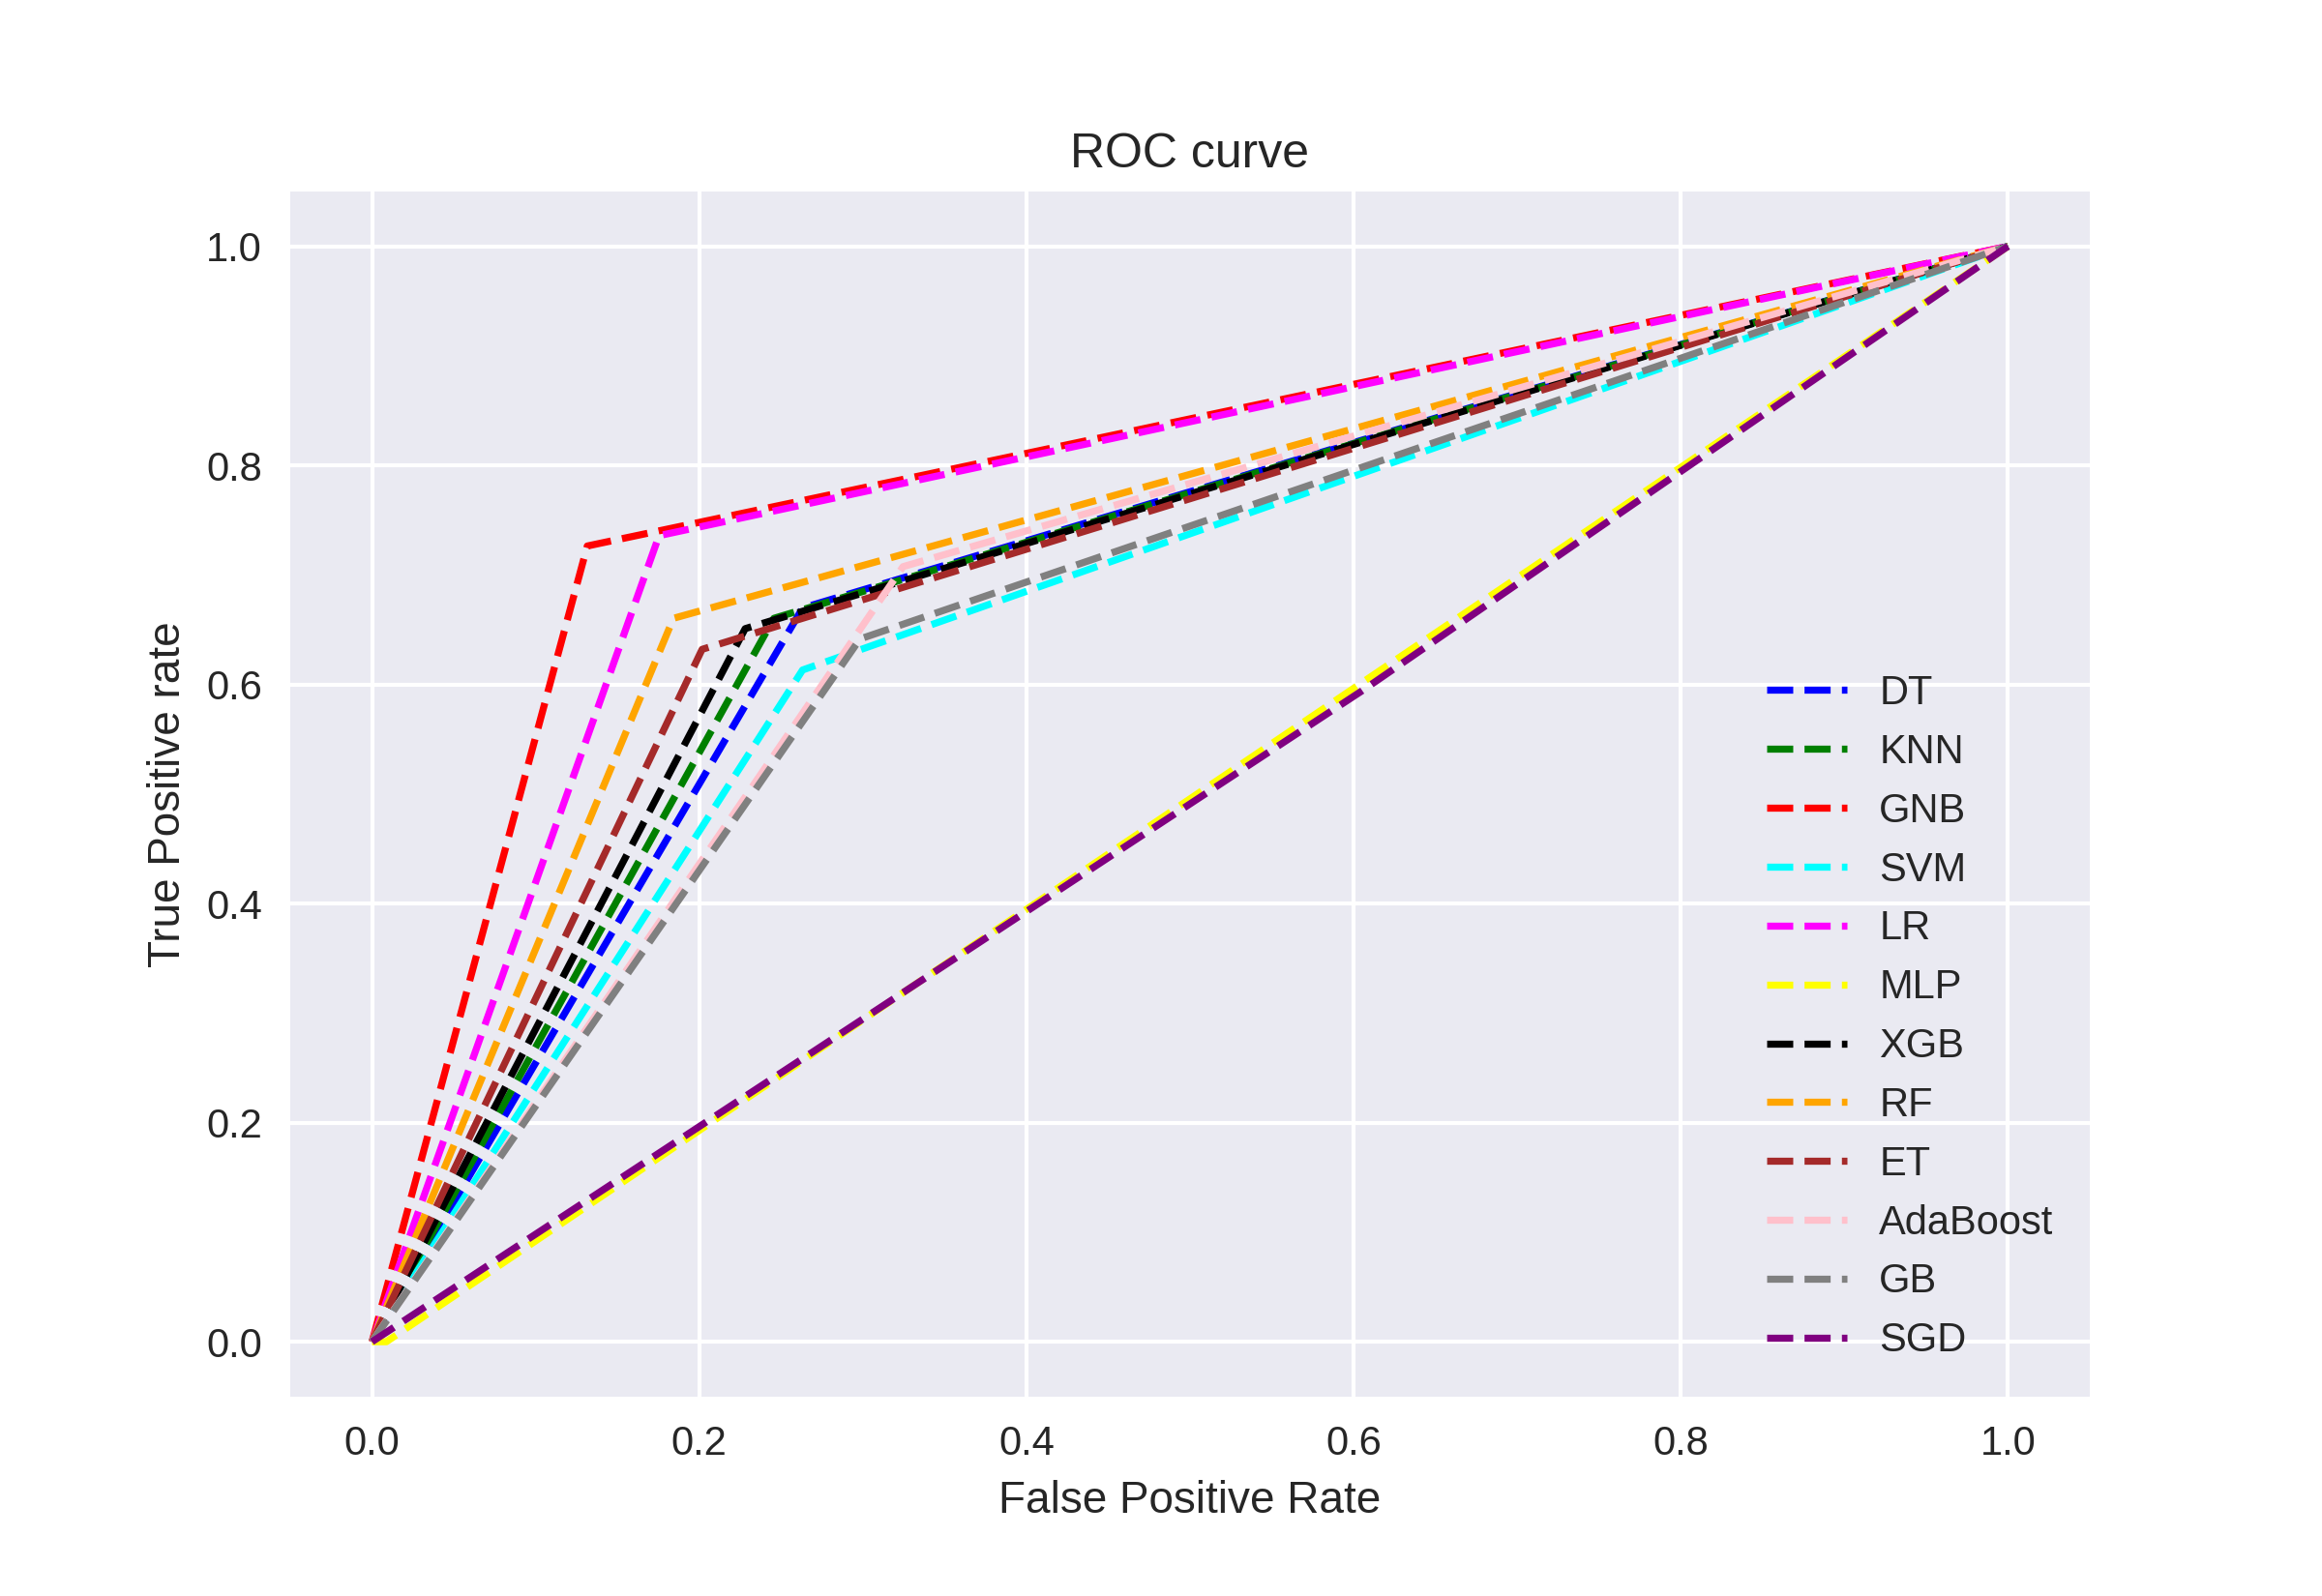 ROC curve
1.0
0.8
0.6
0.4
0.2
0.0
True Positive rate
DT
KNN
GNB
SVM
LR
MLP
XGB
RF
ET
AdaBoost
GB
SGD
0.0 0.2 0.4 0.6 0.8 1.0
False Positive Rate